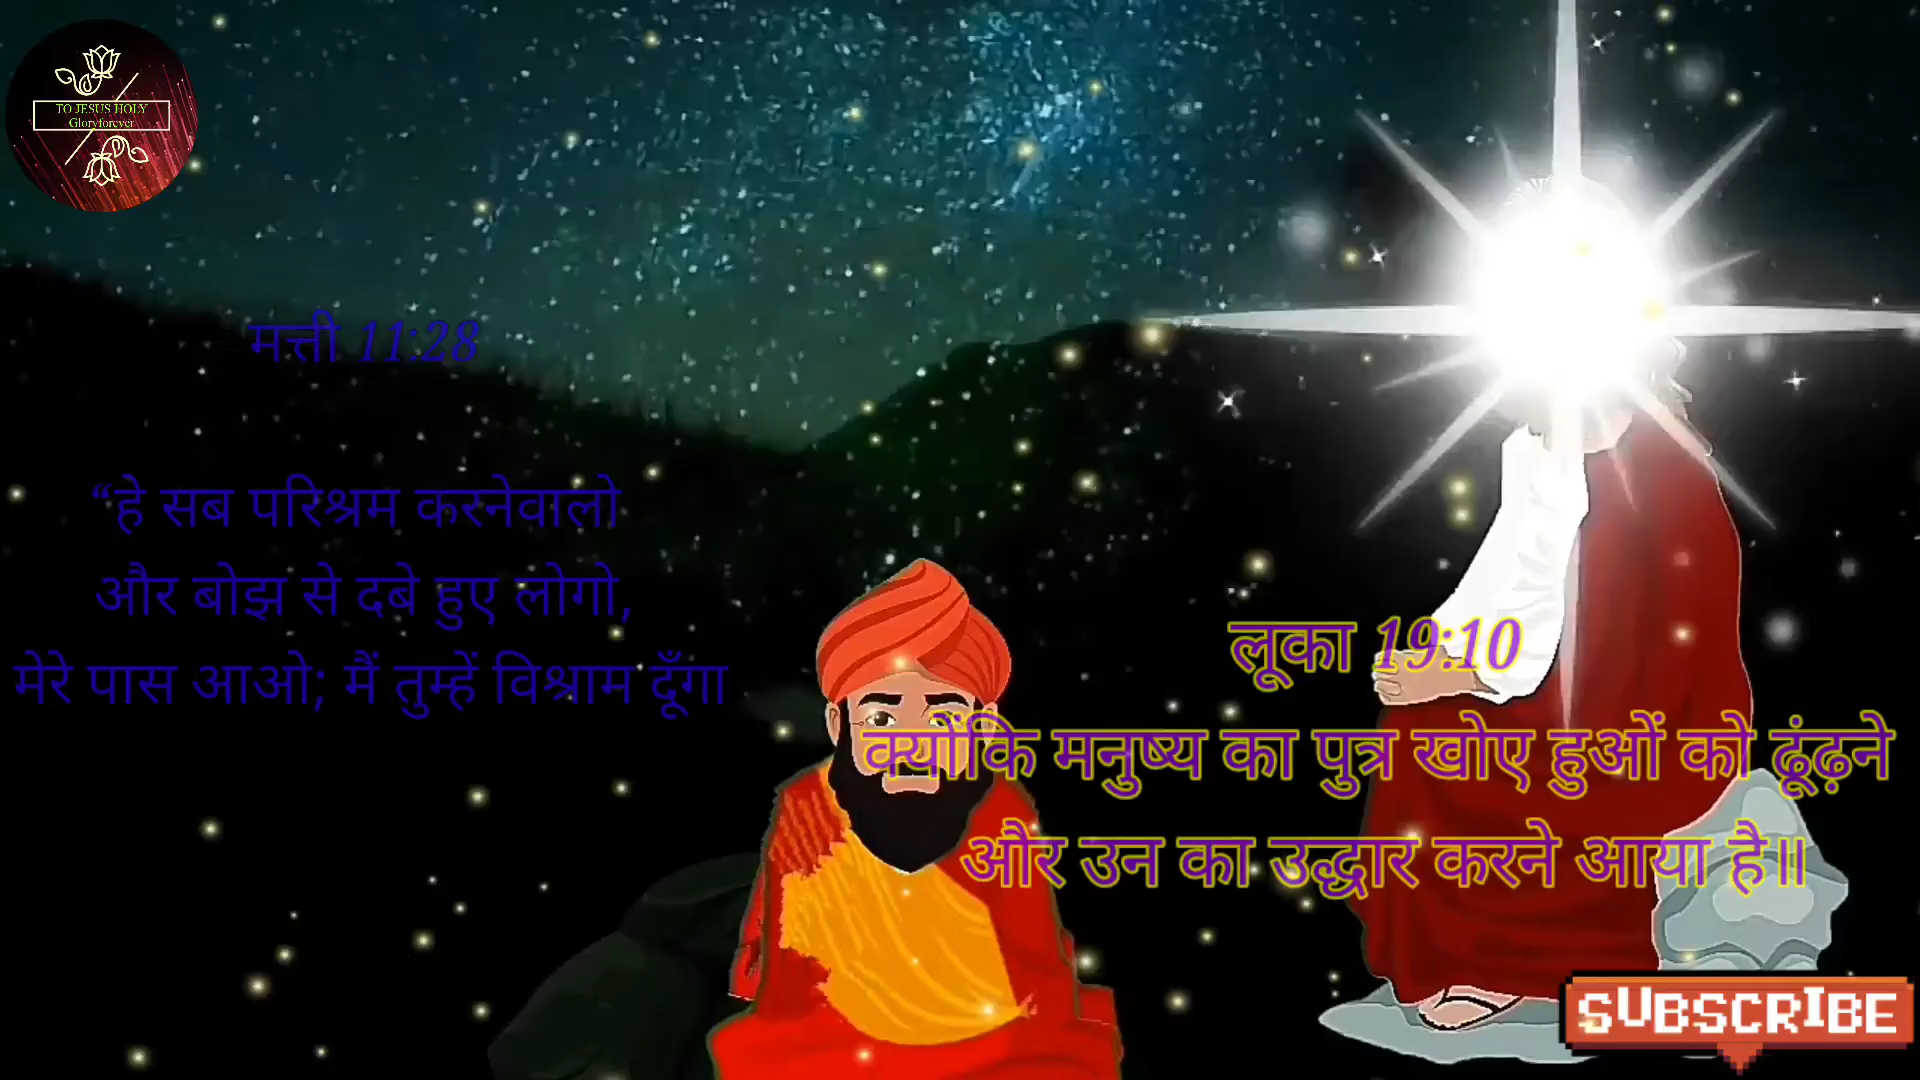 TO JESUS HOLY
Gloryforever
मत्ती 11:28
“हे सब परिश्रम करनेवालो
और बोझ से दबे हुए लोगो,
मेरे पास आओ; मैं तुम्हें विश्राम दूँगा
लूका 19:10
क्योंकि मनुष्य का पुत्र खोए हुओं को ढूंढ़ने
और उन का उद्धार करने आया है॥
SUBSCRIBE